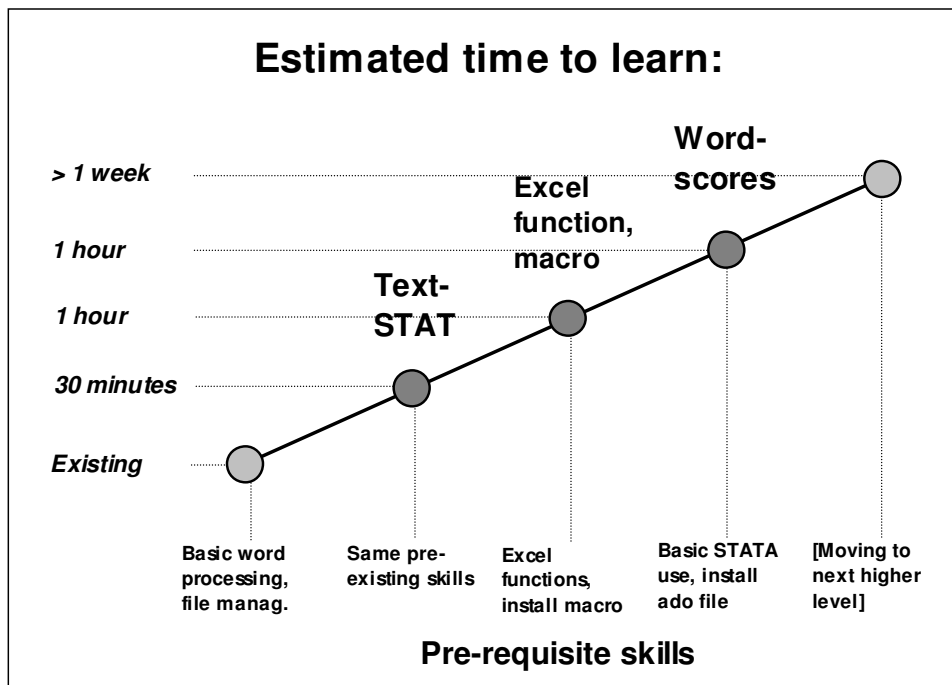 Estimated time to learn:
Word-
scores
> 1 week
Excel
function,
macro
1 hour
Text-
STAT
1 hour
30 minutes
Existing
Basic word
processing,
file manag.
Same pre-
existing skills
Excel
functions,
install macro
Basic STATA
use, install
ado file
[Moving to
next higher
level]
Pre-requisite skills